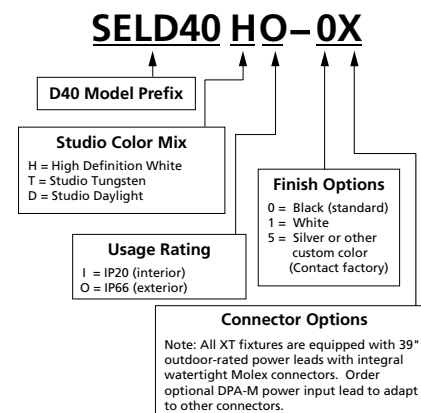 SELD40 HO–0X
D40 Model Prefix
Studio Color Mix
H = High Definition White
T = Studio Tungsten
D = Studio Daylight
Finish Options
0 = Black (standard)
1 = White
5 = Silver or other
custom color
(Contact factory)
Usage Rating
I = IP20 (interior)
O = IP66 (exterior)
Connector Options
Note: All XT fixtures are equipped with 39"
outdoor-rated power leads with integral
watertight Molex connectors. Order
optional DPA-M power input lead to adapt
to other connectors.